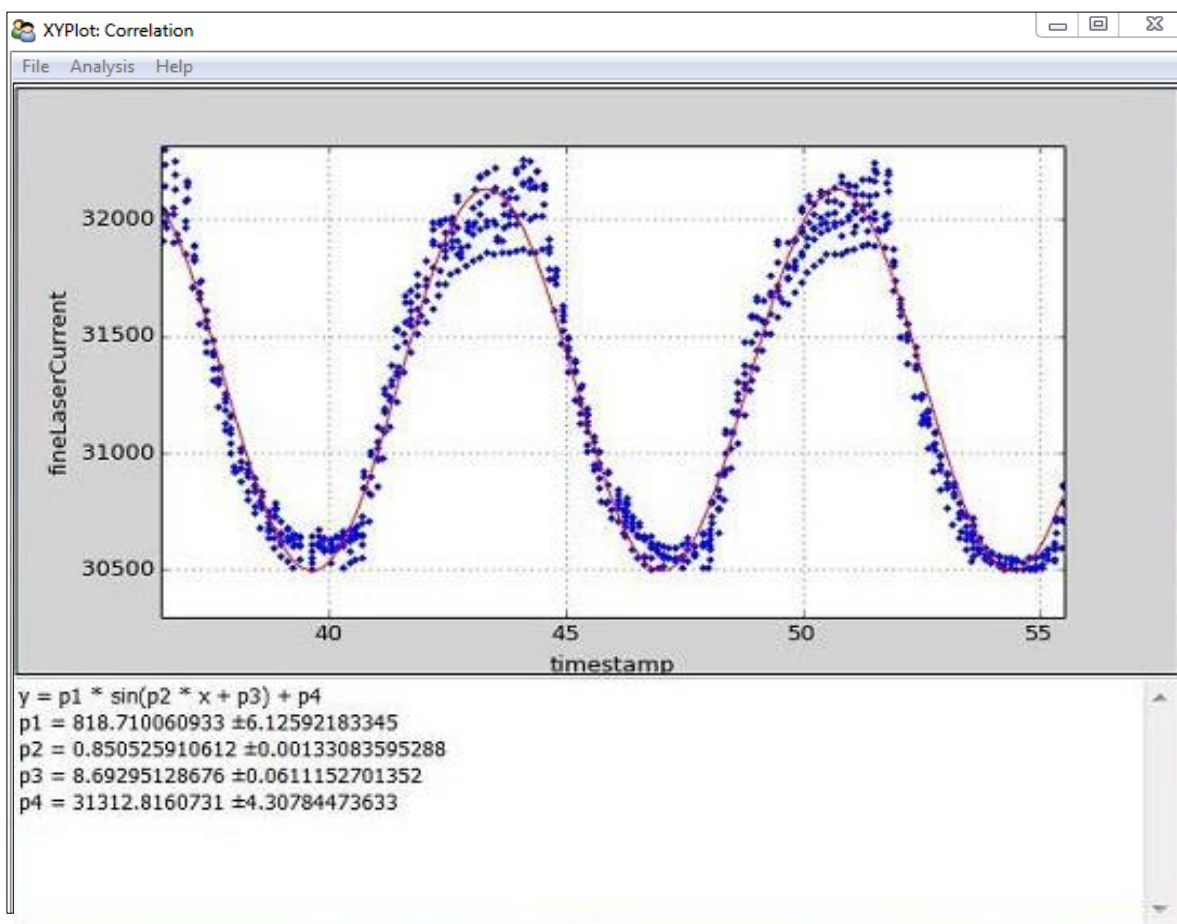 XYPlot: Correlation
File Analysis Help
32000
31500
31000
30500
fineLaserCurrent
40 45 50 55
timestamp
y = p1 * sin(p2 * x + p3) + p4
p1 = 818.710060933 ±6.12592183345
p2 = 0.850525910612 ±0.00133083595288
p3 = 8.69295128676 ±0.0611152701352
p4 = 31312.8160731 ±4.30784473633